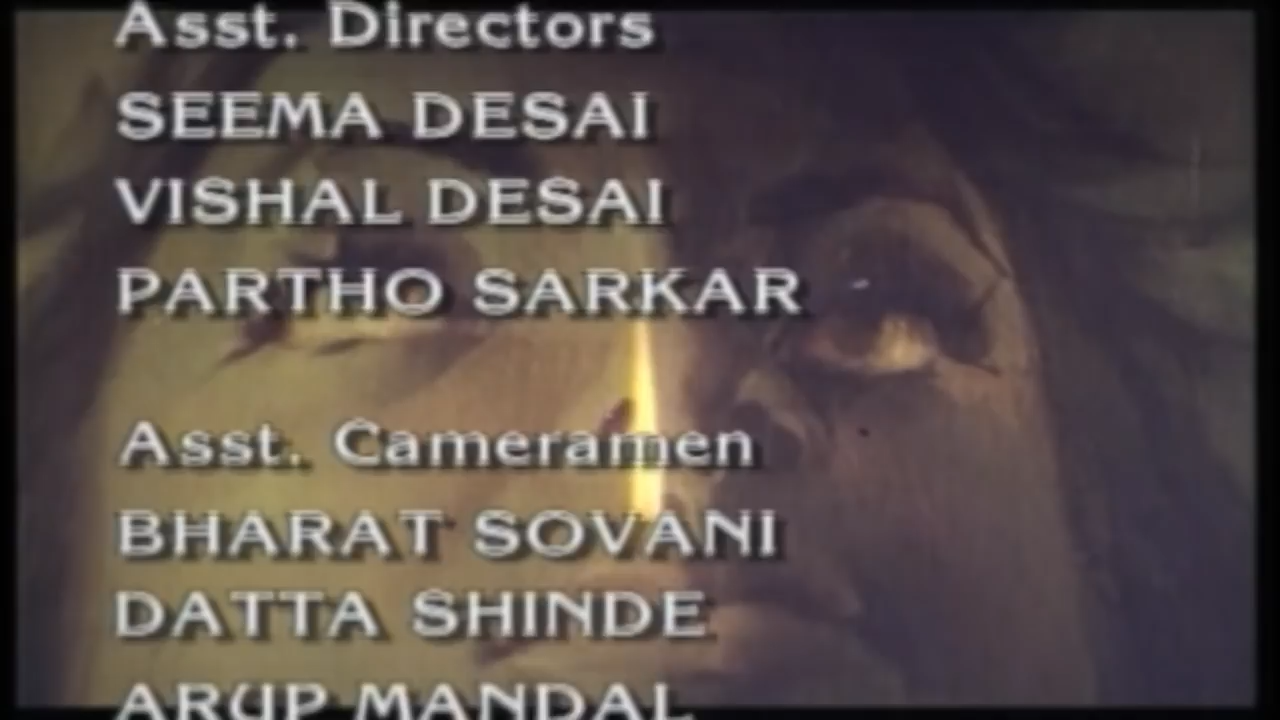 Asst. Directors
SEEMA DESAI
VISHAL DESAI
PARTHO SARKAR
Asst. Cameramen
BHARAT SOVANI
DATTA SHINDE
ARUP MANDAL